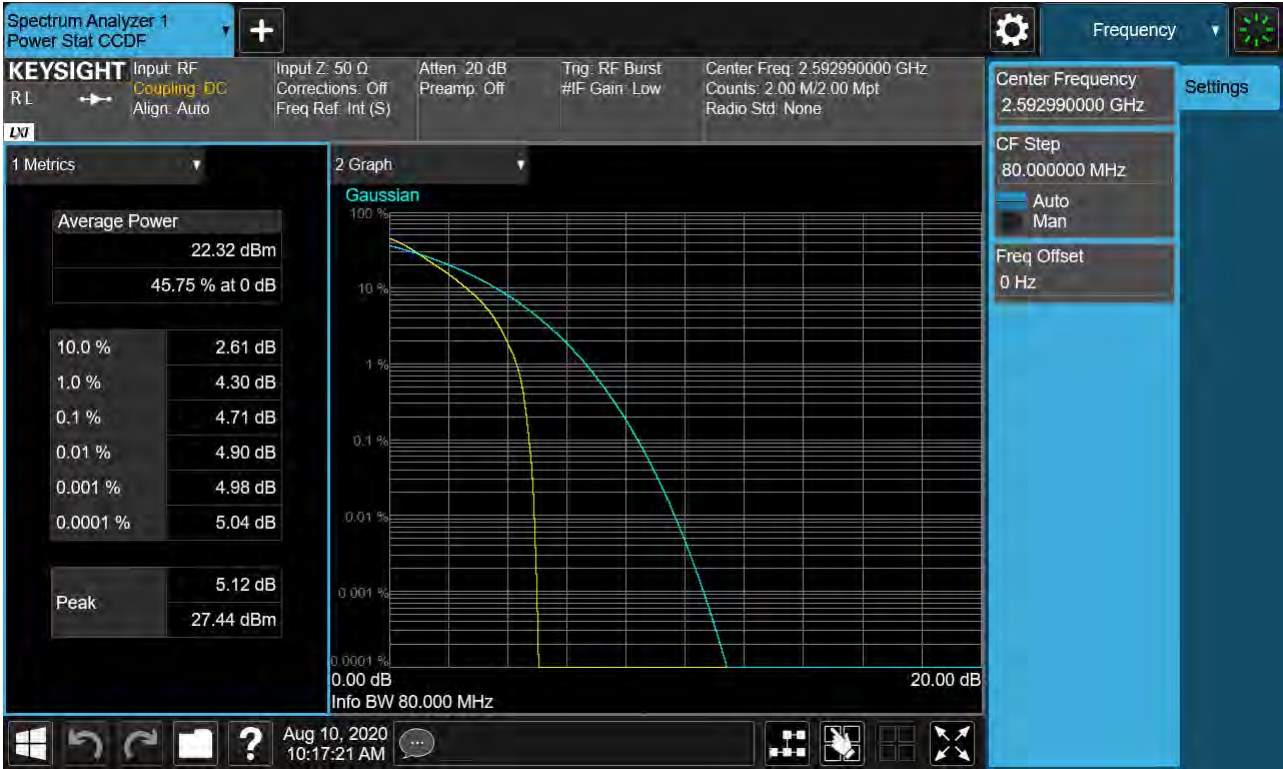 Spectrum Analyzer 1
Power Stat CCDF
Frequency
KEYSIGHT
R L
LXI
Input: RF
Coupling: DC
Align: Auto
Input Z: 50 Ω
Corrections: Off
Freq Ref: Int (S)
Atten: 20 dB
Preamp: Off
Trig: RF Burst
#IF Gain: Low
Center Freq: 2.592990000 GHz
Counts: 2.00 M/2.00 Mpt
Radio Std: None
Center Frequency
2.592990000 GHz
Settings
CF Step
80.000000 MHz
Auto
Man
Freq Offset
0 Hz
1 Metrics
Average Power
22.32 dBm
45.75 % at 0 dB
10.0 % 2.61 dB
1.0 % 4.30 dB
0.1 % 4.71 dB
0.01 % 4.90 dB
0.001 % 4.98 dB
0.0001 % 5.04 dB
Peak
5.12 dB
27.44 dBm
2 Graph
Gaussian
100 %
10 %
1 %
0.1 %
0.01 %
0.001 %
0.0001 %
0.00 dB 20.00 dB
Info BW 80.000 MHz
?
Aug 10, 2020
10:17:21 AM